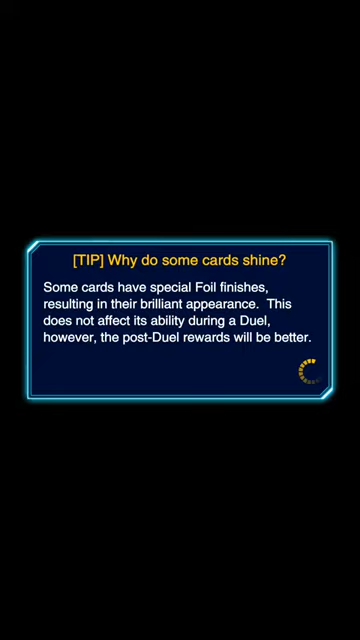 [TIP] Why do some cards shine?
Some cards have special Foil finishes,
resulting in their brilliant appearance.  This
does not affect its ability during a Duel,
however, the post-Duel rewards will be better.